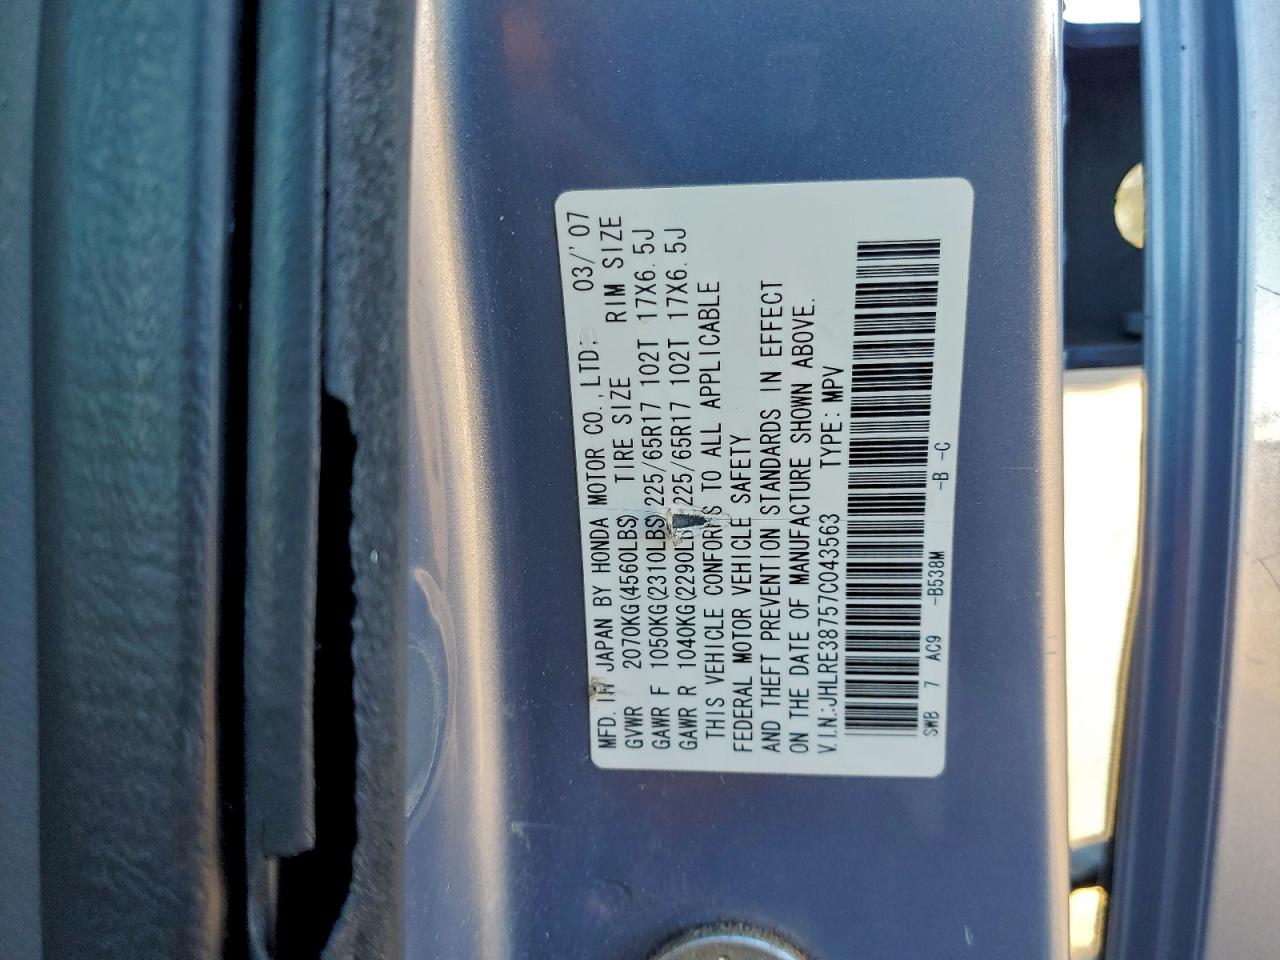 MFD. IN JAPAN BY HONDA MOTOR CO., LTD. 03/'07
GVWR 2070KG(4560LBS) TIRE SIZE RIM SIZE
GAWR F 1050KG(2310LBS) 225/65R17 102T 17X6.5J
GAWR R 1040KG(2290LBS) 225/65R17 102T 17X6.5J
THIS VEHICLE CONFORMS TO ALL APPLICABLE
FEDERAL MOTOR VEHICLE SAFETY
AND THEFT PREVENTION STANDARDS IN EFFECT
ON THE DATE OF MANUFACTURE SHOWN ABOVE.
V.I.N.:JHLRE38757C043563 TYPE: MPV
SWB 7 AC9 -B538M -B -C